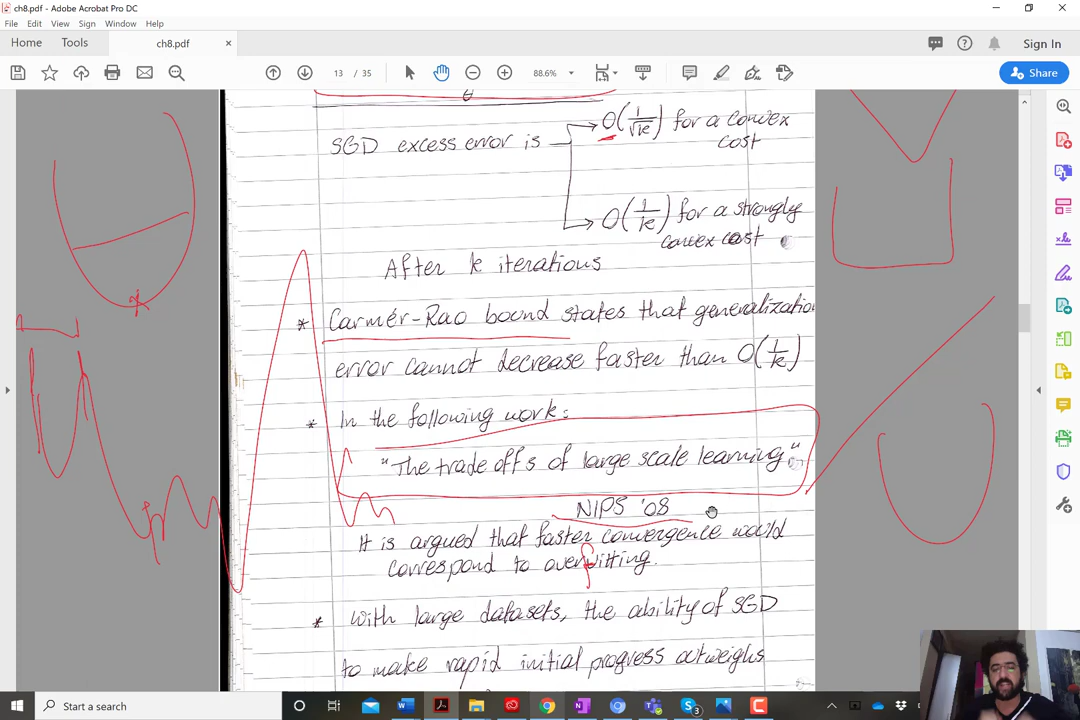 ch8.pdf - Adobe Acrobat Pro DC
File Edit View Sign Window Help
Home Tools ch8.pdf × Sign In
13 / 35 88.6% Share
θ
SGD excess error is → O(1/√k) for a convex
cost
→ O(1/k) for a strongly
convex cost
After k iterations
* Carmér-Rao bound states that generalizatio
error cannot decrease faster than O(1/k)
* In the following work:
"The trade offs of large scale learning"
NIPS '08
It is argued that faster convergence would
correspond to overfitting.
* With large datasets, the ability of SGD
to make rapid initial progress outweighs
Start a search